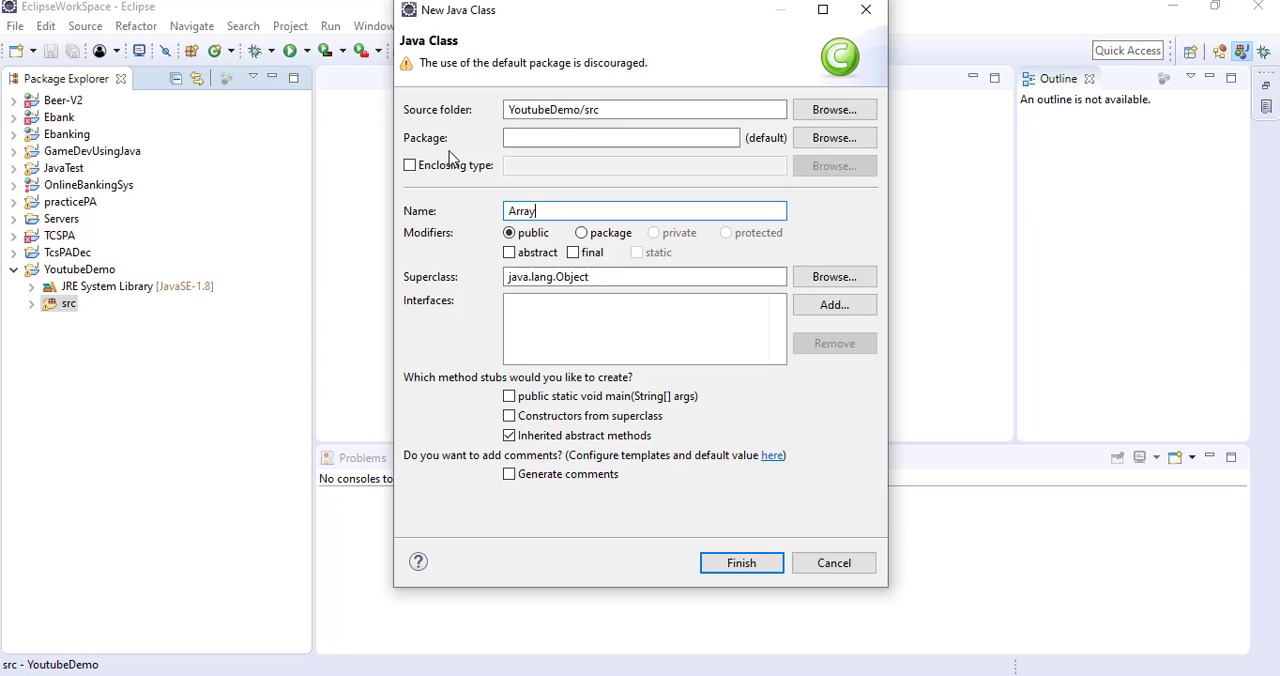 EclipseWorkSpace - Eclipse
File Edit Source Refactor Navigate Search Project Run Window
Quick Access
Package Explorer
Beer-V2
Ebank
Ebanking
GameDevUsingJava
JavaTest
OnlineBankingSys
practicePA
Servers
TCSPA
TcsPADec
YoutubeDemo
JRE System Library [JavaSE-1.8]
src
New Java Class
Java Class
The use of the default package is discouraged.
Source folder: YoutubeDemo/src Browse...
Package: (default) Browse...
Enclosing type: Browse...
Name: Array
Modifiers: public package private protected
abstract final static
Superclass: java.lang.Object Browse...
Interfaces: Add...
Remove
Which method stubs would you like to create?
public static void main(String[] args)
Constructors from superclass
Inherited abstract methods
Do you want to add comments? (Configure templates and default value here)
Generate comments
Finish Cancel
Outline
An outline is not available.
Problems
No consoles to
src - YoutubeDemo